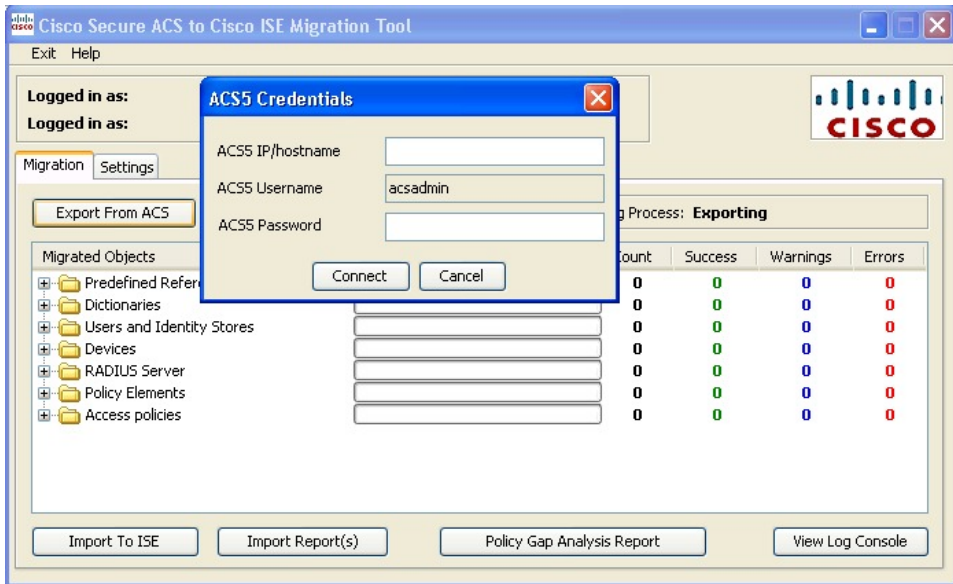 Cisco Secure ACS to Cisco ISE Migration Tool
Exit Help
Logged in as:
Logged in as:
CISCO
ACS5 Credentials
ACS5 IP/hostname
ACS5 Username acsadmin
ACS5 Password
Connect Cancel
Migration Settings
Export From ACS Process: Exporting
Migrated Objects Success Warnings Errors
Predefined 0 0 0 0
Dictionaries 0 0 0 0
Users and Identity Stores 0 0 0 0
Devices 0 0 0 0
RADIUS Server 0 0 0 0
Policy Elements 0 0 0 0
Access policies 0 0 0 0
Import To ISE Import Report(s) Policy Gap Analysis Report View Log Console